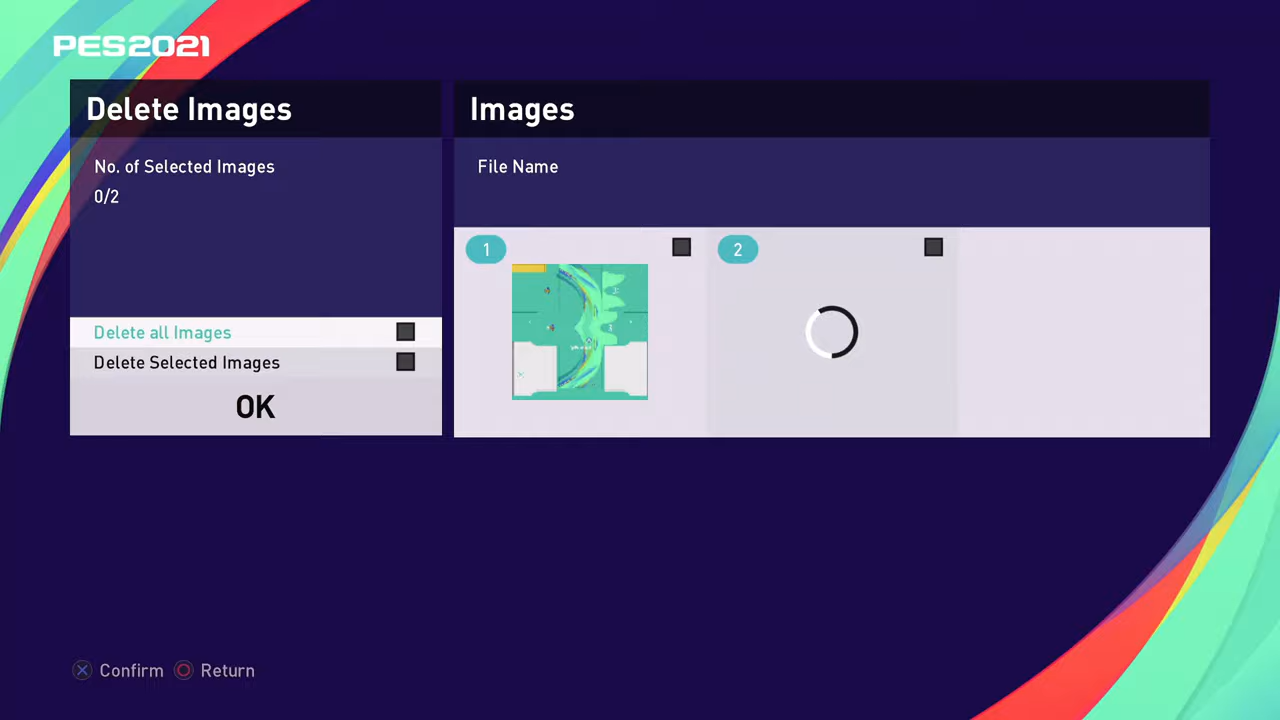 PES2021
Delete Images
No. of Selected Images
0/2
Delete all Images
Delete Selected Images
OK
Images
File Name
1
2
Confirm
Return